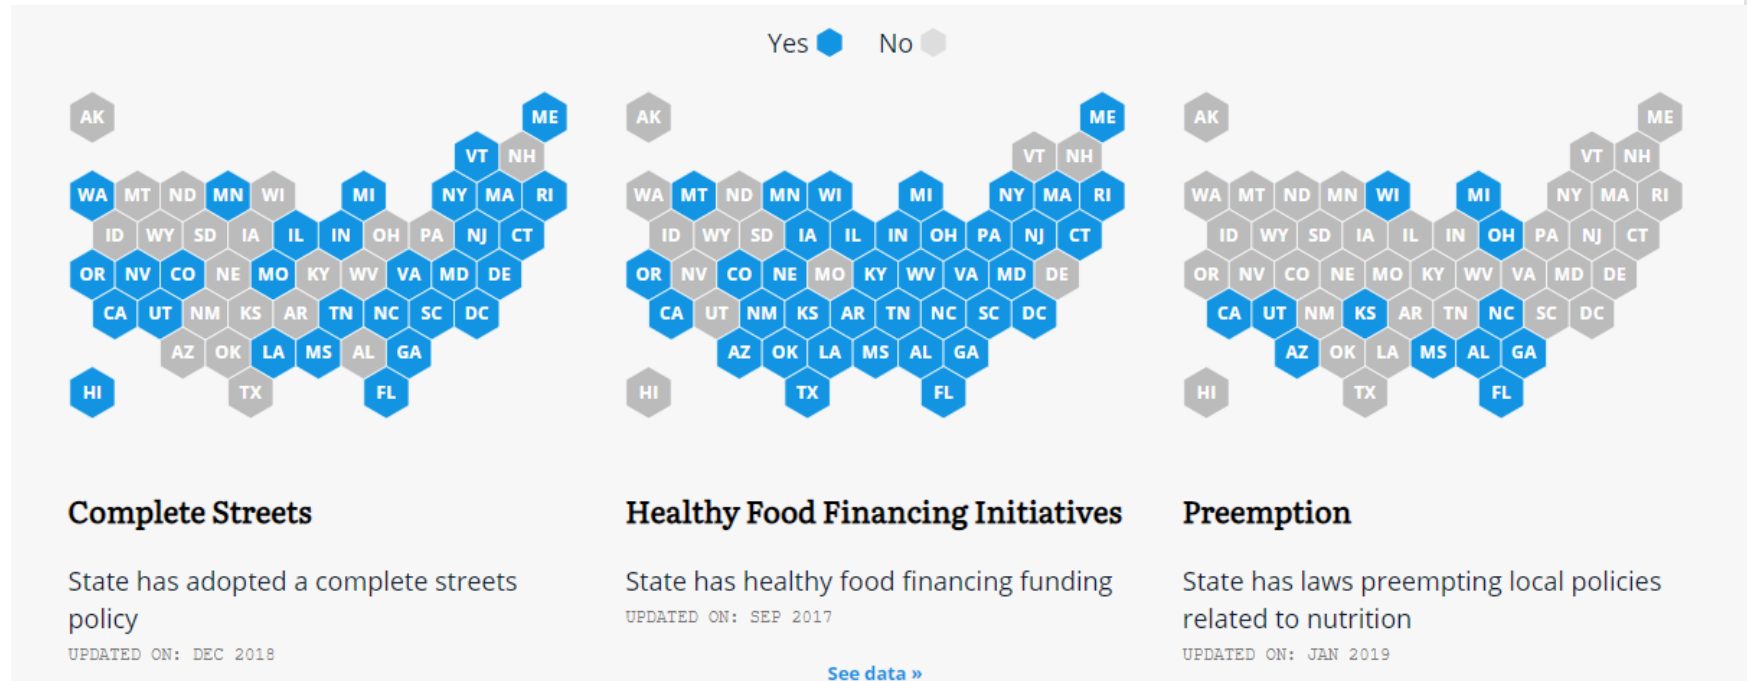 Yes No
AK
ME
VT NH
WA MT ND MN WI MI NY MA RI
ID WY SD IA IL IN OH PA NJ CT
OR NV CO NE MO KY WV VA MD DE
CA UT NM KS AR TN NC SC DC
AZ OK LA MS AL GA
HI TX FL
Complete Streets
State has adopted a complete streets
policy
UPDATED ON: DEC 2018
AK
ME
VT NH
WA MT ND MN WI MI NY MA RI
ID WY SD IA IL IN OH PA NJ CT
OR NV CO NE MO KY WV VA MD DE
CA UT NM KS AR TN NC SC DC
AZ OK LA MS AL GA
HI TX FL
Healthy Food Financing Initiatives
State has healthy food financing funding
UPDATED ON: SEP 2017
AK
ME
VT NH
WA MT ND MN WI MI NY MA RI
ID WY SD IA IL IN OH PA NJ CT
OR NV CO NE MO KY WV VA MD DE
CA UT NM KS AR TN NC SC DC
AZ OK LA MS AL GA
HI TX FL
Preemption
State has laws preempting local policies
related to nutrition
UPDATED ON: JAN 2019
See data »